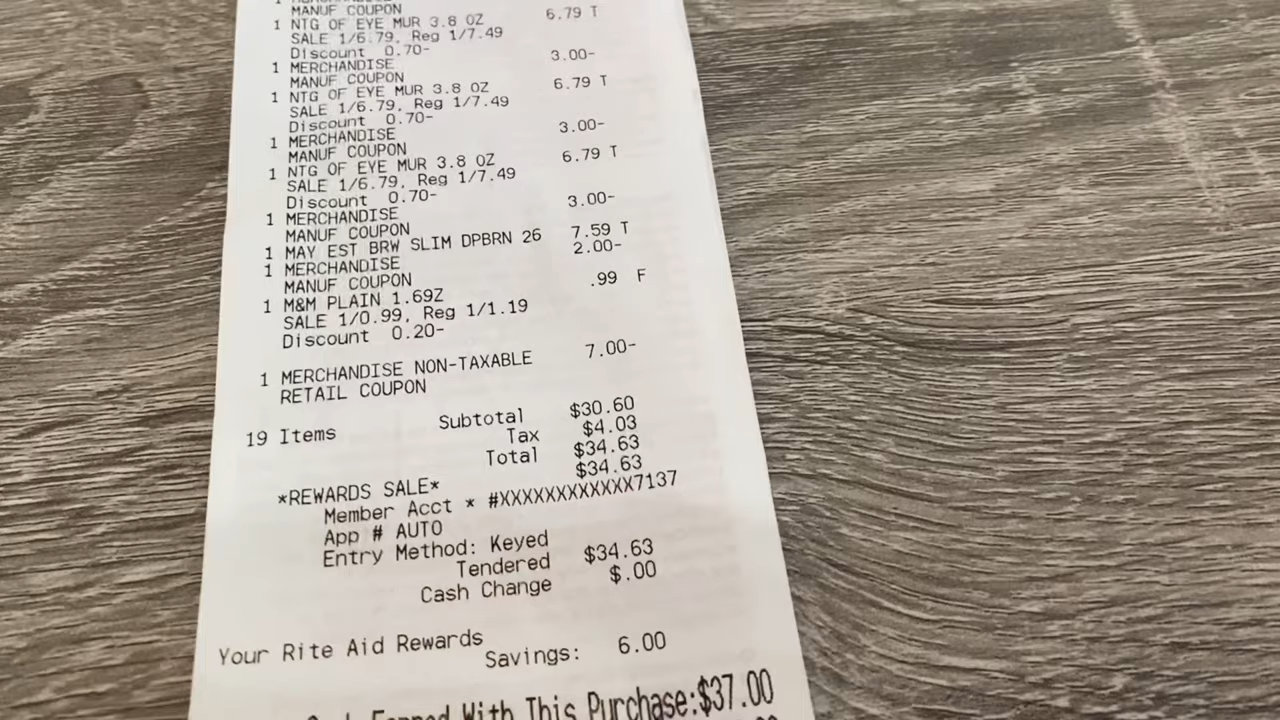 MANUF COUPON
1 NTG OF EYE MUR 3.8 OZ 6.79 T
SALE 1/6.79, Reg 1/7.49
Discount 0.70-
1 MERCHANDISE 3.00-
MANUF COUPON
1 NTG OF EYE MUR 3.8 OZ 6.79 T
SALE 1/6.79, Reg 1/7.49
Discount 0.70-
1 MERCHANDISE 3.00-
MANUF COUPON
1 NTG OF EYE MUR 3.8 OZ 6.79 T
SALE 1/6.79, Reg 1/7.49
Discount 0.70-
1 MERCHANDISE 3.00-
MANUF COUPON
1 MAY EST BRW SLIM DPBRN 26 7.59 T
1 MERCHANDISE 2.00-
MANUF COUPON
1 M&M PLAIN 1.69Z .99 F
SALE 1/0.99, Reg 1/1.19
Discount 0.20-
1 MERCHANDISE NON-TAXABLE 7.00-
RETAIL COUPON
19 Items Subtotal $30.60
Tax $4.03
Total $34.63
*REWARDS SALE* $34.63
Member Acct * #XXXXXXXXXXXX7137
App # AUTO
Entry Method: Keyed
Tendered $34.63
Cash Change $.00
Your Rite Aid Rewards
Savings: 6.00
With This Purchase:$37.00